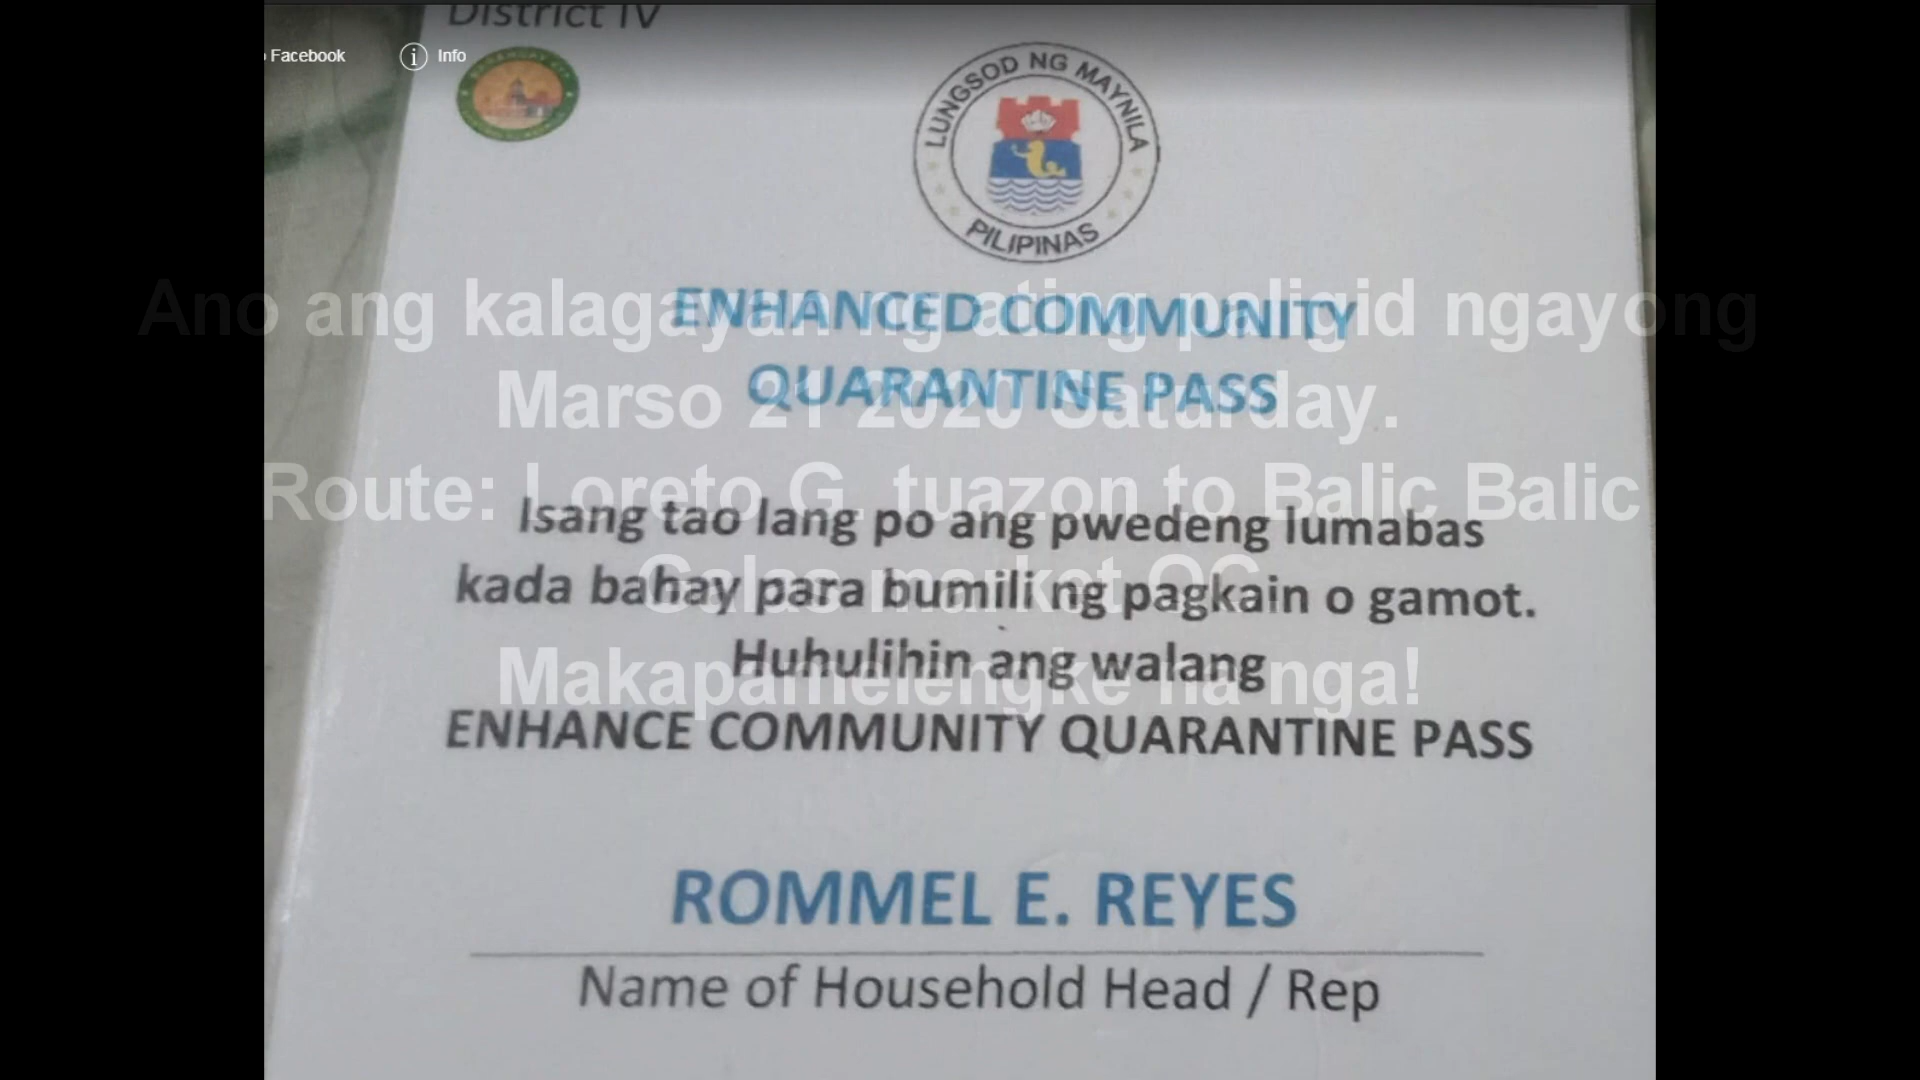 District IV
Facebook
Info
LUNGSOD NG MAYNILA
PILIPINAS
ENHANCED COMMUNITY
QUARANTINE PASS
Isang tao lang po ang pwedeng lumabas
kada bahay para bumili ng pagkain o gamot.
Huhulihin ang walang
ENHANCE COMMUNITY QUARANTINE PASS
ROMMEL E. REYES
Name of Household Head / Rep
Ano ang kalagayan ng ating paligid ngayong
Marso 21 2020 Saturday.
Route: Loreto G. tuazon to Balic Balic
Galas market QC
Makapamelengke na nga!